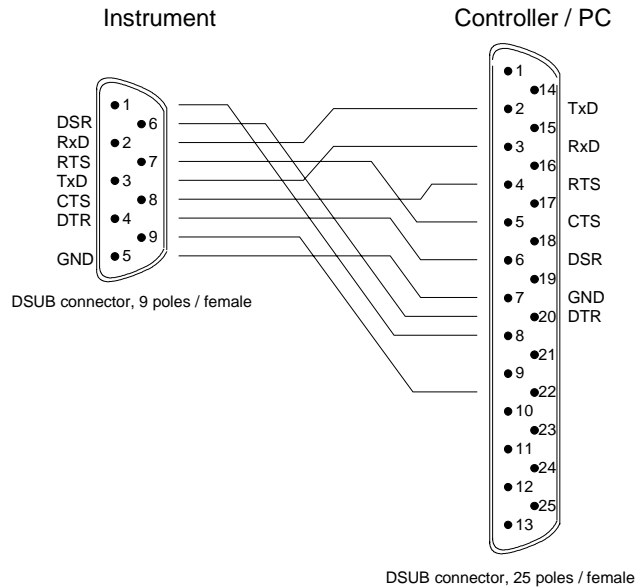 Instrument
Controller / PC
1
6
DSR
2
RxD
7
RTS
3
TxD
8
CTS
4
DTR
9
5
GND
DSUB connector, 9 poles / female
1
14
2
TxD
15
3
RxD
16
4
RTS
17
5
CTS
18
6
DSR
19
7
GND
20
DTR
8
21
9
22
10
23
11
24
12
25
13
DSUB connector, 25 poles / female